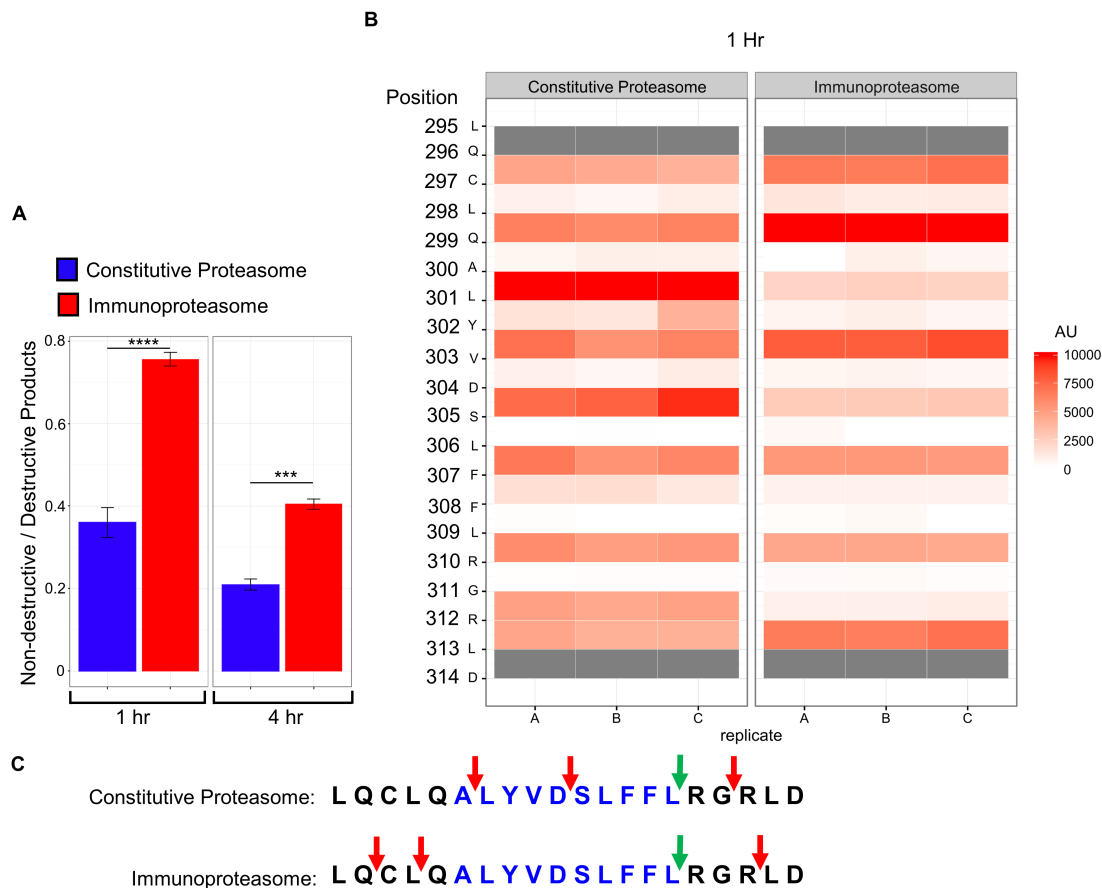 B
1 Hr
Constitutive Proteasome
Immunoproteasome
Position
295 L
296 Q
297 C
298 L
299 Q
300 A
301 L
302 Y
303 V
304 D
305 S
306 L
307 F
308 F
309 L
310 R
311 G
312 R
313 L
314 D
A B C
A B C
replicate
AU
10000
7500
5000
2500
0
A
Constitutive Proteasome
Immunoproteasome
Non-destructive / Destructive Products
0.8
0.6
0.4
0.2
0
****
***
1 hr
4 hr
C
Constitutive Proteasome: L Q C L Q A L Y V D S L F F L R G R L D
Immunoproteasome: L Q C L Q A L Y V D S L F F L R G R L D